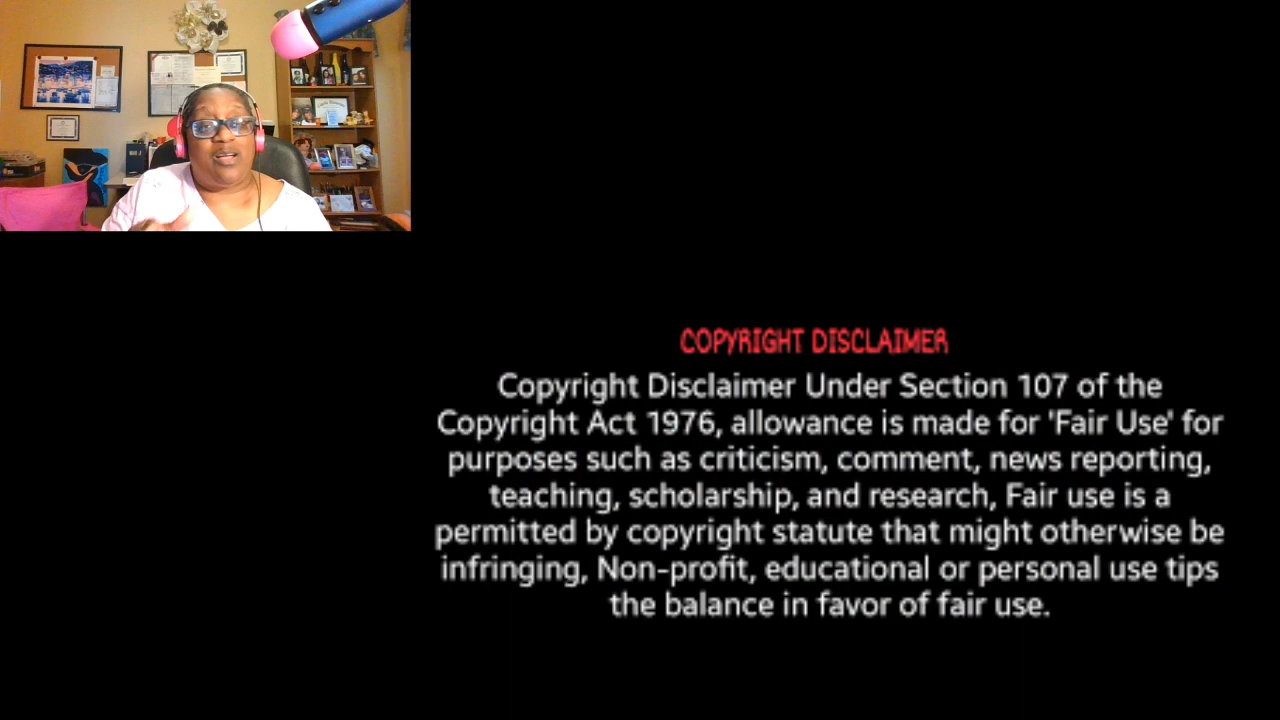 COPYRIGHT DISCLAIMER
Copyright Disclaimer Under Section 107 of the
Copyright Act 1976, allowance is made for 'Fair Use' for
purposes such as criticism, comment, news reporting,
teaching, scholarship, and research, Fair use is a
permitted by copyright statute that might otherwise be
infringing, Non-profit, educational or personal use tips
the balance in favor of fair use.